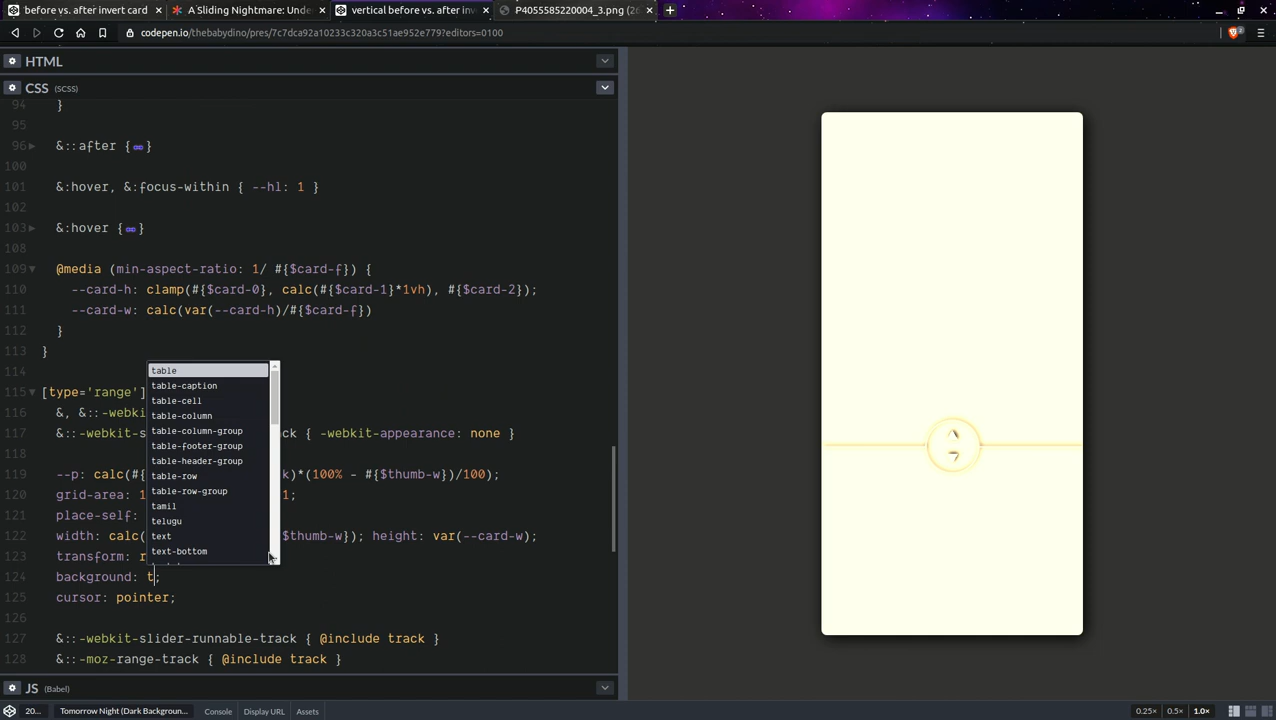 before vs. after invert card
A Sliding Nightmare: Unde
vertical before vs. after inv
P4055585220004_3.png (26
codepen.io/thebabydino/pres/7c7dca92a10233c320a3c51ae952e779?editors=0100
2
HTML
CSS (SCSS)
94 }
95
96 &::after { }
100
101 &:hover, &:focus-within { --hl: 1 }
102
103 &:hover { }
108
109 @media (min-aspect-ratio: 1/ #{$card-f}) {
110 --card-h: clamp(#{$card-0}, calc(#{$card-1}*1vh), #{$card-2});
111 --card-w: calc(var(--card-h)/#{$card-f})
112 }
113 }
114
table
115 [type='range']
table-caption
table-cell
116 &, &::-webki
table-column
table-column-group
117 &::-webkit-s ck { -webkit-appearance: none }
table-footer-group
118
table-header-group
119 --p: calc(#{ k)*(100% - #{$thumb-w})/100);
table-row
table-row-group
120 grid-area: 1 1;
tamil
121 place-self:
telugu
text
122 width: calc( $thumb-w}); height: var(--card-w);
text-bottom
123 transform: r
124 background: t;
125 cursor: pointer;
126
127 &::-webkit-slider-runnable-track { @include track }
128 &::-moz-range-track { @include track }
JS (Babel)
20... Tomorrow Night (Dark Backgroun... Console Display URL Assets 0.25× 0.5× 1.0×